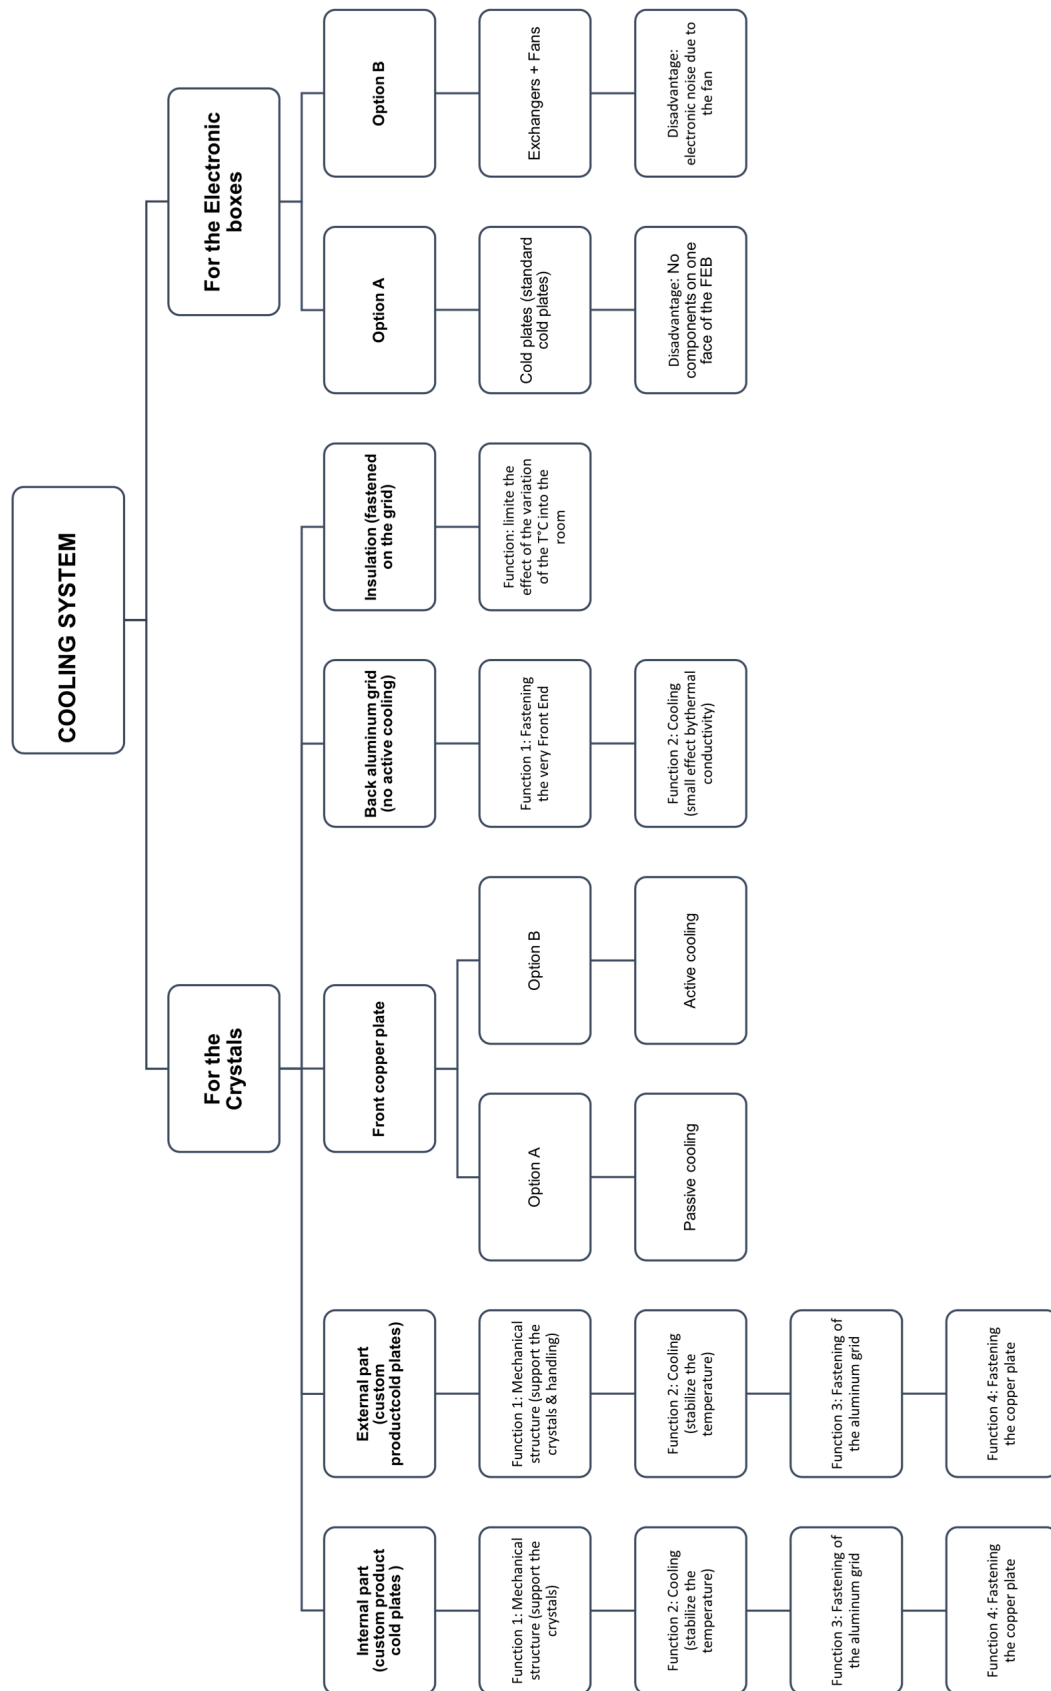 COOLING SYSTEM
For the
Crystals
For the Electronic
boxes
Internal part
(custom product
cold plates )
External part
(custom
productcold plates)
Front copper plate
Back aluminum grid
(no active cooling)
Insulation (fastened
on the grid)
Option A
Option B
Function 1: Mechanical
structure (support the
crystals)
Function 1: Mechanical
structure (support the
crystals & handling)
Option A
Option B
Function 1: Fastening
the very Front End
Function: limite the
effect of the variation
of the T°C into the
room
Cold plates (standard
cold plates)
Exchangers + Fans
Function 2: Cooling
(stabilize the
temperature)
Function 2: Cooling
(stabilize the
temperature)
Passive cooling
Active cooling
Function 2: Cooling
(small effect bythermal
conductivity)
Disadvantage: No
components on one
face of the FEB
Disadvantage:
electronic noise due to
the fan
Function 3: Fastening of
the aluminum grid
Function 3: Fastening of
the aluminum grid
Function 4: Fastening
the copper plate
Function 4: Fastening
the copper plate